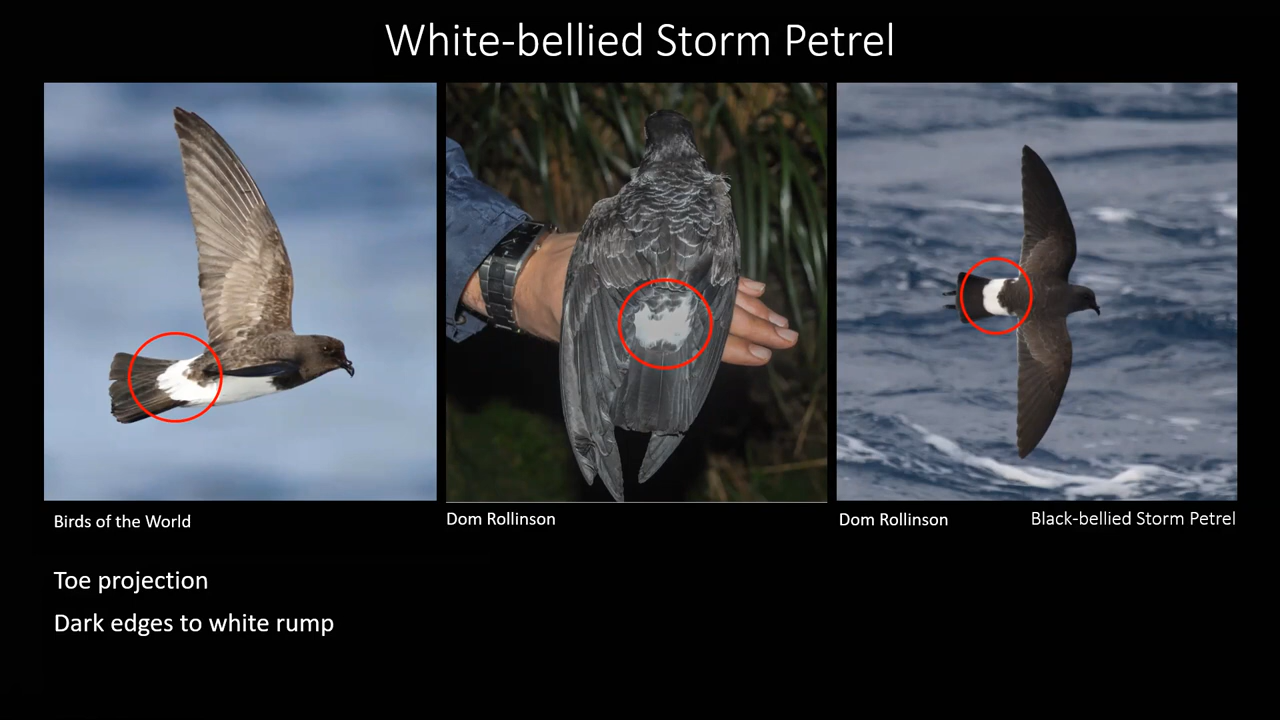 White-bellied Storm Petrel
Birds of the World
Dom Rollinson
Dom Rollinson
Black-bellied Storm Petrel
Toe projection
Dark edges to white rump